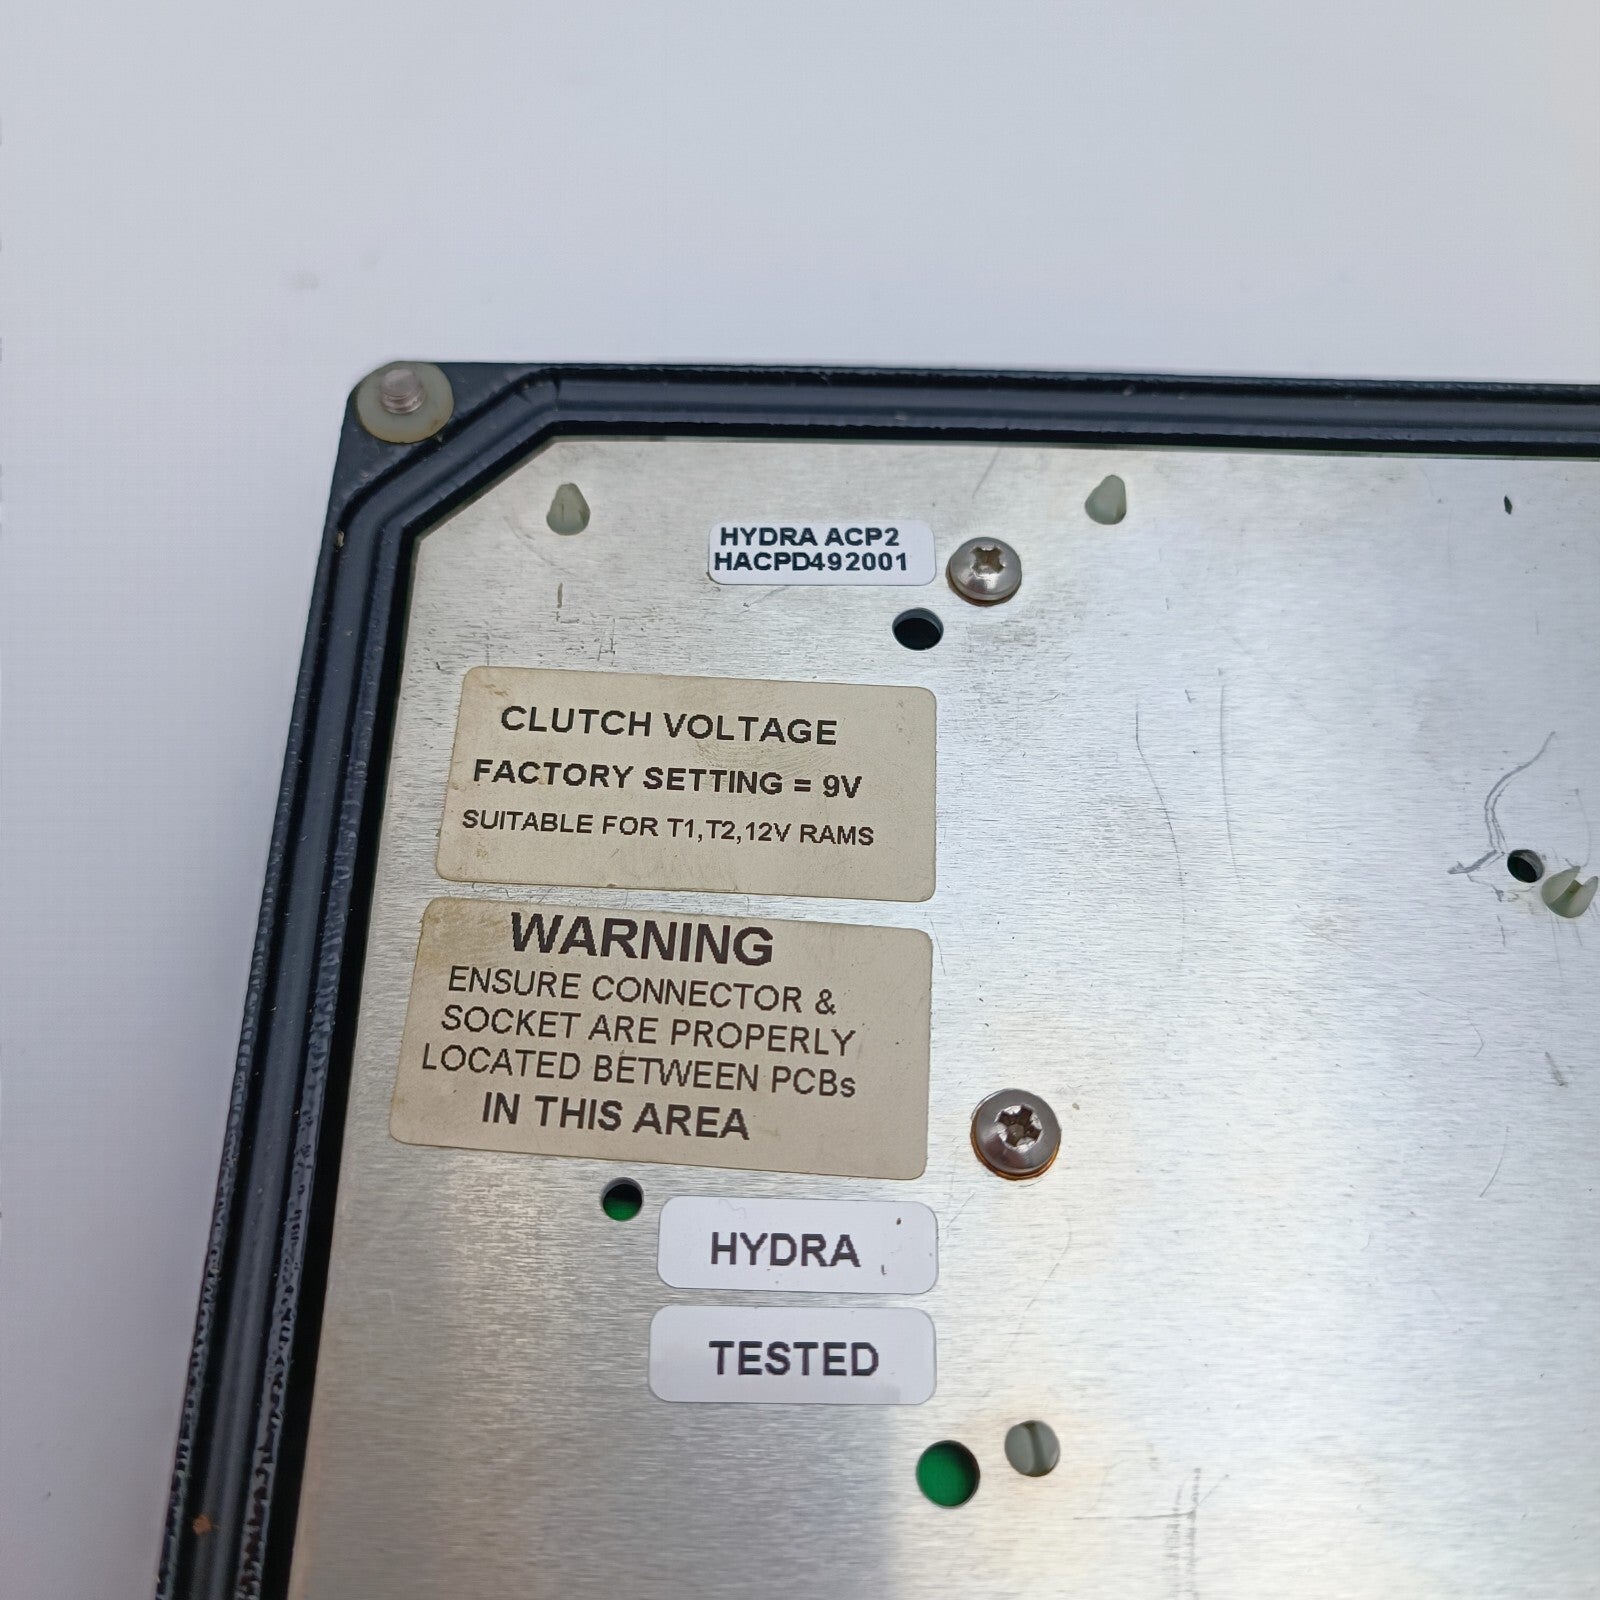 HYDRA ACP2
HACPD492001
CLUTCH VOLTAGE
FACTORY SETTING = 9V
SUITABLE FOR T1,T2,12V RAMS
WARNING
ENSURE CONNECTOR &
SOCKET ARE PROPERLY
LOCATED BETWEEN PCBs
IN THIS AREA
HYDRA
TESTED